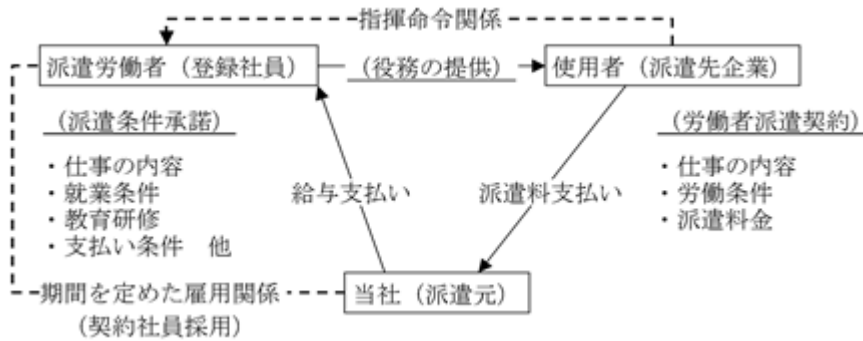 指揮命令関係
派遣労働者（登録社員）
（役務の提供）
使用者（派遣先企業）
（派遣条件承諾）
・仕事の内容
・就業条件
・教育研修
・支払い条件　他
（労働者派遣契約）
・仕事の内容
・労働条件
・派遣料金
給与支払い
派遣料支払い
期間を定めた雇用関係
（契約社員採用）
当社（派遣元）